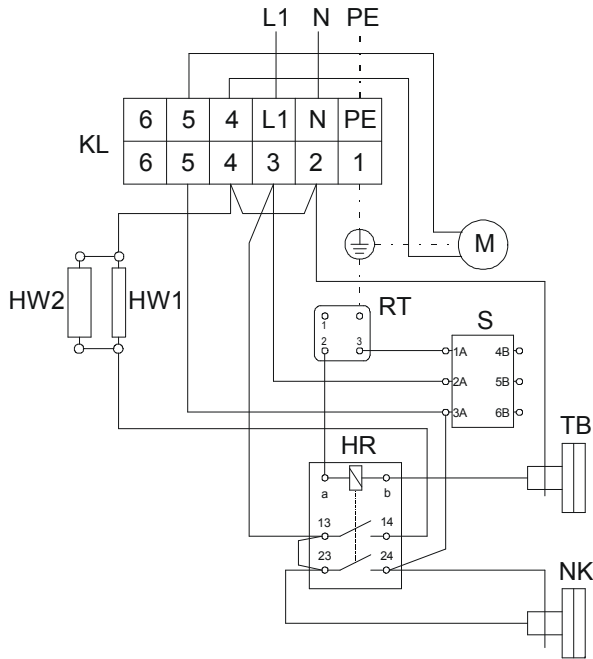 L1 N PE
6 5 4 L1 N PE
KL
6 5 4 3 2 1
M
HW2 HW1
RT
1
2 3
S
1A 4B
2A 5B
3A 6B
TB
HR
a b
13 14
23 24
NK